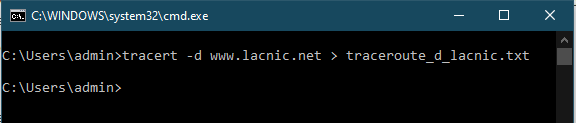 C:\WINDOWS\system32\cmd.exe
C:\Users\admin>tracert -d www.lacnic.net > traceroute_d_lacnic.txt
C:\Users\admin>